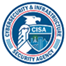 CYBERSECURITY & INFRASTRUCTURE
CISA
SECURITY AGENCY